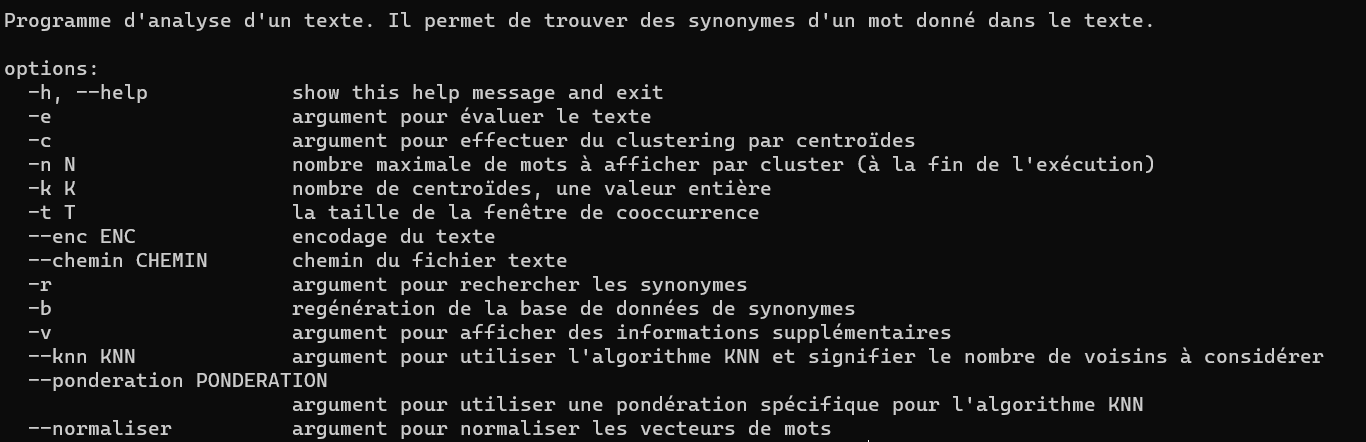 Programme d'analyse d'un texte. Il permet de trouver des synonymes d'un mot donné dans le texte.

options:
  -h, --help            show this help message and exit
  -e                    argument pour évaluer le texte
  -c                    argument pour effectuer du clustering par centroïdes
  -n N                  nombre maximale de mots à afficher par cluster (à la fin de l'exécution)
  -k K                  nombre de centroïdes, une valeur entière
  -t T                  la taille de la fenêtre de cooccurrence
  --enc ENC             encodage du texte
  --chemin CHEMIN       chemin du fichier texte
  -r                    argument pour rechercher les synonymes
  -b                    regénération de la base de données de synonymes
  -v                    argument pour afficher des informations supplémentaires
  --knn KNN             argument pour utiliser l'algorithme KNN et signifier le nombre de voisins à considérer
  --ponderation PONDERATION
                        argument pour utiliser une pondération spécifique pour l'algorithme KNN
  --normaliser          argument pour normaliser les vecteurs de mots